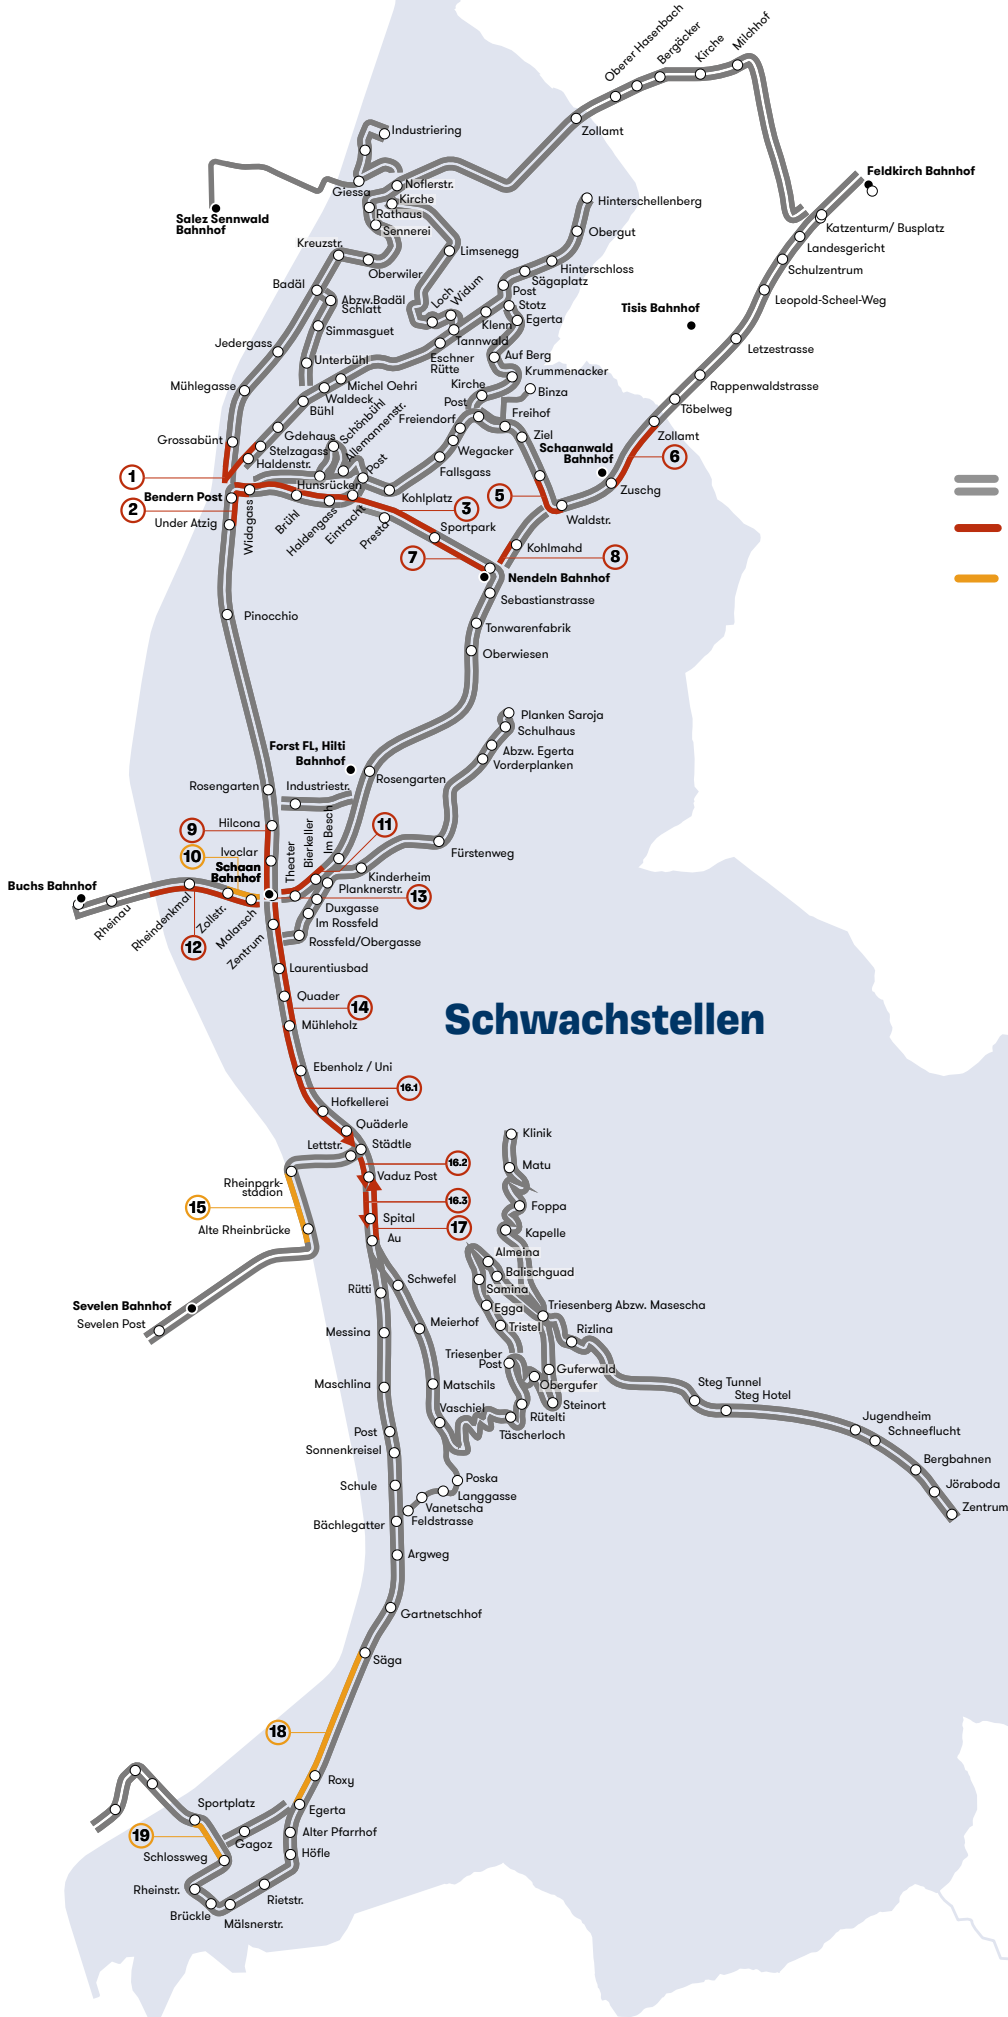 Oberer Hasenbach
Bergäcker
Kirche
Milchhof
Industriering
Zollamt
Feldkirch Bahnhof
Giessa
Noflerstr.
Kirche
Rathaus
Sennerei
Hinterschellenberg
Salez Sennwald
Bahnhof
Katzenturm/ Busplatz
Kreuzstr.
Limsenegg
Obergut
Landesgericht
Oberwiler
Hinterschloss
Schulzentrum
Badäl
Abzw.Badäl
Schlatt
Loch
Widum
Sägaplatz
Post
Stotz
Leopold-Scheel-Weg
Tisis Bahnhof
Simmasguet
Klenn
Egerta
Jedergass
Tannwald
Letzestrasse
Unterbühl
Eschner
Rütte
Auf Berg
Krummenacker
Mühlegasse
Michel Oehri
Waldeck
Kirche
Binza
Rappenwaldstrasse
Bühl
Schönbühl
Allemannenstr.
Post
Freiendorf
Freihof
Töbelweg
Grossabünt
Gdehaus
Stelzagass
Haldenstr.
Wegacker
Ziel
Zollamt
Schaanwald
Bahnhof
6
Post
Fallsgass
1
Hunsrücken
Zuschg
Bendern Post
Kohlplatz
5
2
3
Waldstr.
Under Atzig
Widagass
Brühl
Haldengass
Eintracht
Presta
Sportpark
7
Kohlmahd
8
Nendeln Bahnhof
Sebastianstrasse
Pinocchio
Tonwarenfabrik
Oberwiesen
Planken Saroja
Schulhaus
Forst FL, Hilti
Bahnhof
Abzw. Egerta
Vorderplanken
Rosengarten
Industriestr.
Rosengarten
9
Hilcona
11
Theater
Bierkeller
Im Besch
10
Ivoclar
Fürstenweg
Schaan
Bahnhof
Kinderheim
Buchs Bahnhof
Planknerstr.
13
Rheinau
Rheindenkmal
Zollstr.
Malarsch
Zentrum
Duxgasse
Im Rossfeld
12
Rossfeld/Obergasse
Laurentiusbad
Quader
14
Schwachstellen
Mühleholz
Ebenholz / Uni
16.1
Hofkellerei
Quäderle
Klinik
Lettstr.
Städtle
16.2
Matu
Rheinpark-
stadion
Vaduz Post
15
16.3
Foppa
Alte Rheinbrücke
Spital
17
Kapelle
Au
Almeina
Balischguad
Schwefel
Samina
Rütti
Egga
Triesenberg Abzw. Masescha
Sevelen Bahnhof
Sevelen Post
Meierhof
Tristel
Rizlina
Messina
Triesenber
Post
Guferwald
Maschlina
Matschils
Obergufer
Steg Tunnel
Steg Hotel
Vaschiel
Steinort
Rütelti
Jugendheim
Post
Täscherloch
Schneeflucht
Sonnenkreisel
Bergbahnen
Schule
Poska
Jöraboda
Langgasse
Vanetscha
Zentrum
Bächlegatter
Feldstrasse
Argweg
Gartnetschhof
Säga
18
Roxy
Sportplatz
Egerta
19
Gagoz
Alter Pfarrhof
Schlossweg
Höfle
Rheinstr.
Rietstr.
Brückle
Mälsnerstr.